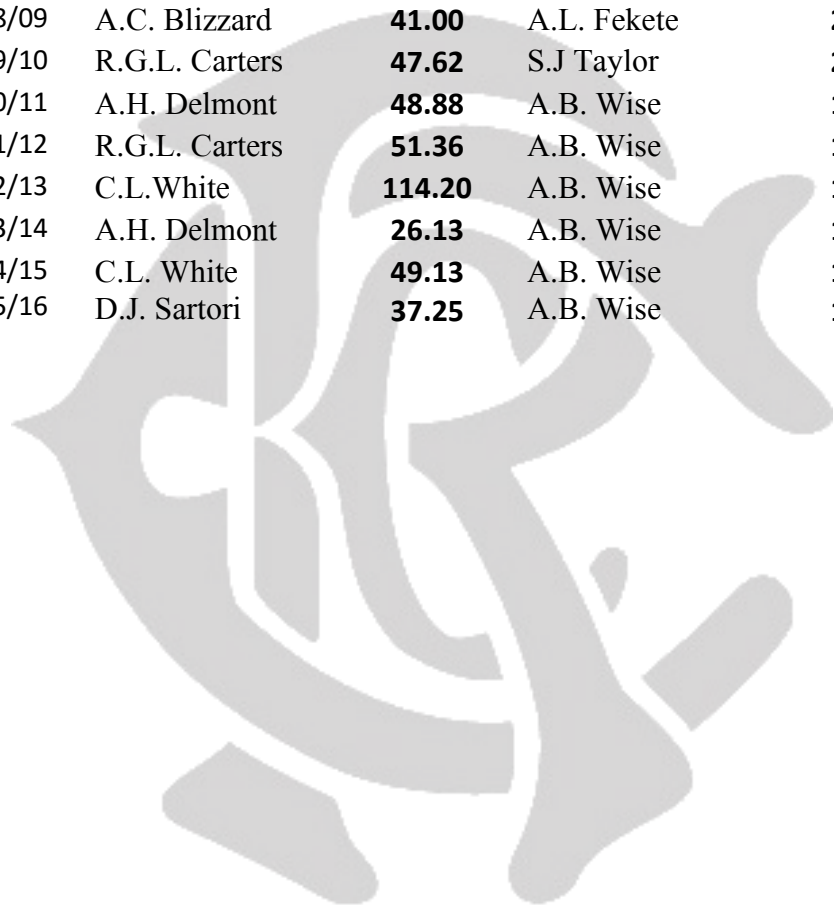 8/09 A.C. Blizzard 41.00 A.L. Fekete
9/10 R.G.L. Carters 47.62 S.J Taylor
0/11 A.H. Delmont 48.88 A.B. Wise
1/12 R.G.L. Carters 51.36 A.B. Wise
2/13 C.L.White 114.20 A.B. Wise
3/14 A.H. Delmont 26.13 A.B. Wise
4/15 C.L. White 49.13 A.B. Wise
5/16 D.J. Sartori 37.25 A.B. Wise